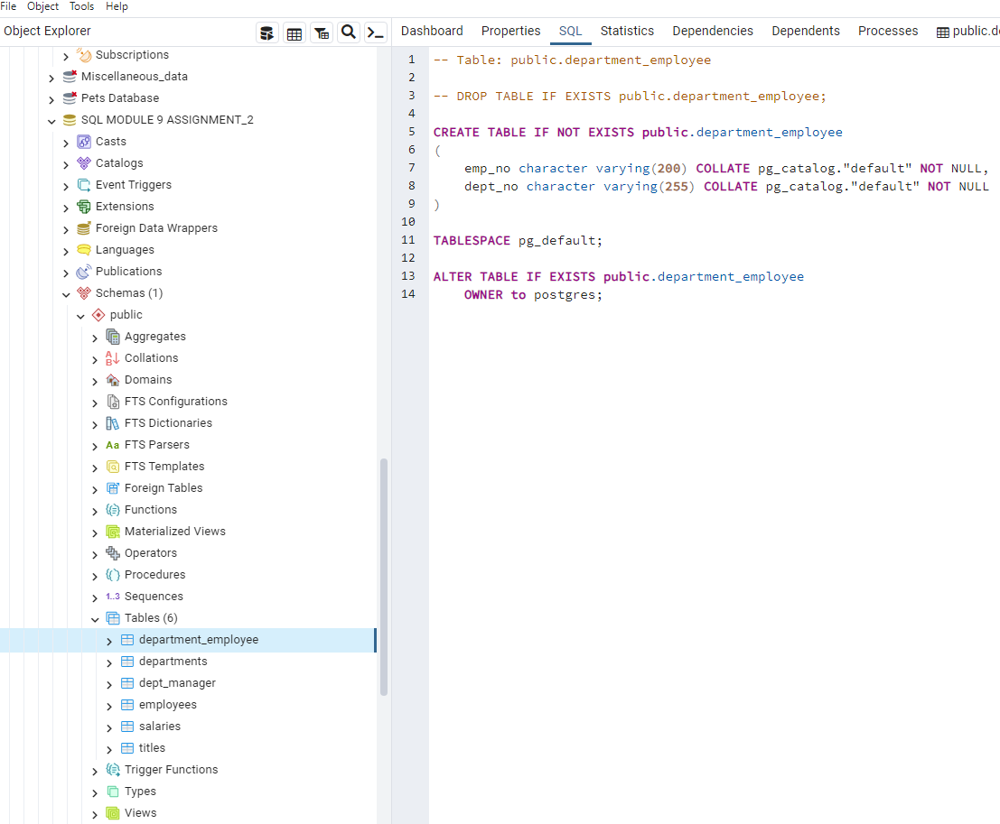 File Object Tools Help
Object Explorer
Dashboard Properties SQL Statistics Dependencies Dependents Processes public.de
Subscriptions
Miscellaneous_data
Pets Database
SQL MODULE 9 ASSIGNMENT_2
Casts
Catalogs
Event Triggers
Extensions
Foreign Data Wrappers
Languages
Publications
Schemas (1)
public
Aggregates
Collations
Domains
FTS Configurations
FTS Dictionaries
Aa FTS Parsers
FTS Templates
Foreign Tables
Functions
Materialized Views
Operators
Procedures
1..3 Sequences
Tables (6)
department_employee
departments
dept_manager
employees
salaries
titles
Trigger Functions
Types
Views
1 -- Table: public.department_employee
2
3 -- DROP TABLE IF EXISTS public.department_employee;
4
5 CREATE TABLE IF NOT EXISTS public.department_employee
6 (
7 emp_no character varying(200) COLLATE pg_catalog."default" NOT NULL,
8 dept_no character varying(255) COLLATE pg_catalog."default" NOT NULL
9 )
10
11 TABLESPACE pg_default;
12
13 ALTER TABLE IF EXISTS public.department_employee
14 OWNER to postgres;